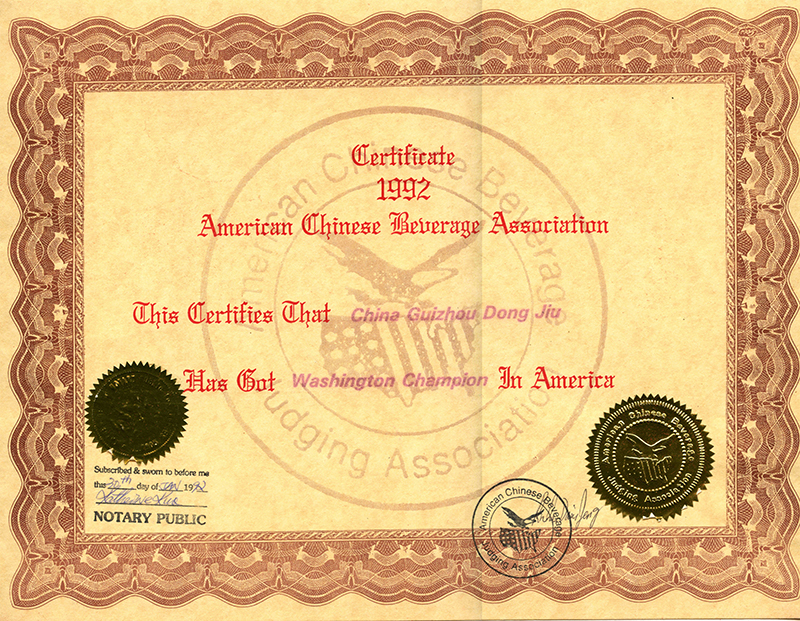 Certificate
1992
American Chinese Beverage Association
This Certifies That China Guizhou Dong Jiu
Has Got Washington Champion In America
American Chinese Beverage
Judging Association
Subscribed & sworn to before me
this 20th day of JAN 1992
NOTARY PUBLIC
American Chinese Beverage
Judging Association
American Chinese Beverage
Judging Association